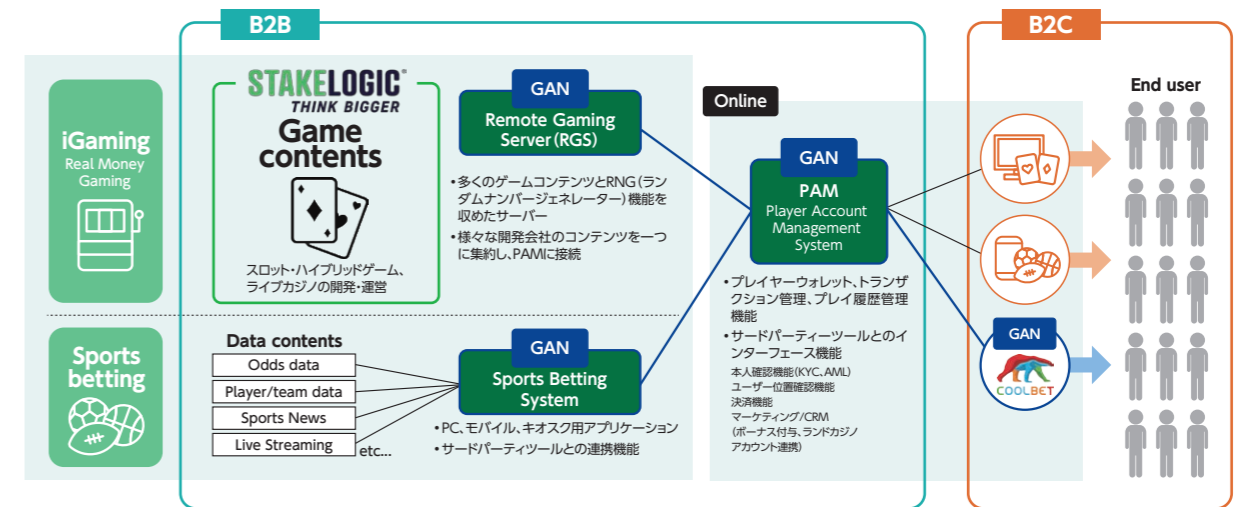 B2B
B2C
iGaming
Real Money
Gaming
STAKELOGIC
THINK BIGGER
Game
contents
スロット・ハイブリッドゲーム、
ライブカジノの開発・運営
GAN
Remote Gaming
Server(RGS)
•多くのゲームコンテンツとRNG(ラン
ダムナンバージェネレーター)機能を
収めたサーバー
•様々な開発会社のコンテンツを一つ
に集約し、PAMに接続
Sports
betting
Data contents
Odds data
Player/team data
Sports News
Live Streaming
etc...
GAN
Sports Betting
System
•PC、モバイル、キオスク用アプリケーション
•サードパーティツールとの連携機能
Online
GAN
PAM
Player Account
Management
System
•プレイヤーウォレット、トランザ
クション管理、プレイ履歴管理
機能
•サードパーティーツールとのイ
ンターフェース機能
本人確認機能(KYC、AML)
ユーザー位置確認機能
決済機能
マーケティング/CRM
(ボーナス付与、ランドカジノ
アカウント連携)
GAN
COOLBET
End user